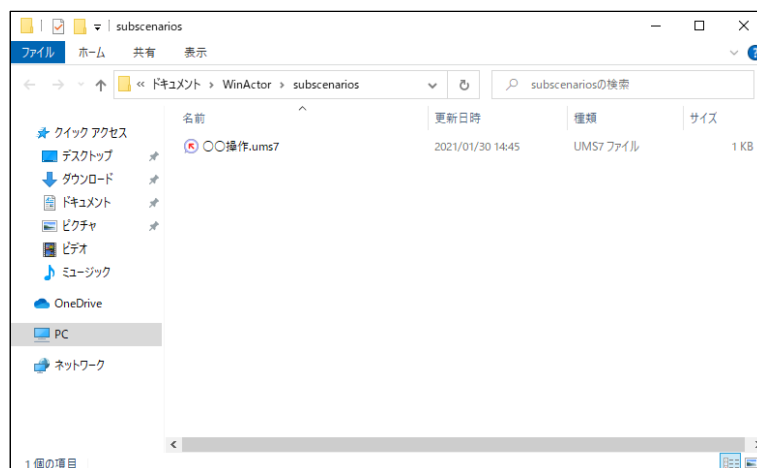 subscenarios
ファイル ホーム 共有 表示
« ドキュメント › WinActor › subscenarios
subscenariosの検索
名前 更新日時 種類 サイズ
○○操作.ums7 2021/01/30 14:45 UMS7 ファイル 1 KB
クイック アクセス
デスクトップ
ダウンロード
ドキュメント
ピクチャ
ビデオ
ミュージック
OneDrive
PC
ネットワーク
1 個の項目